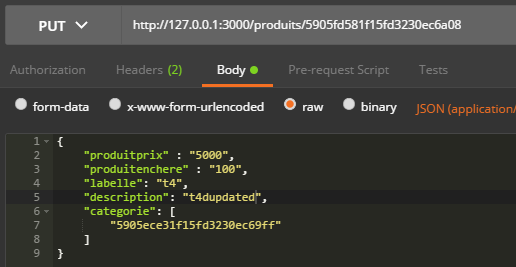 PUT http://127.0.0.1:3000/produits/5905fd581f15fd3230ec6a08
Authorization Headers (2) Body Pre-request Script Tests
form-data x-www-form-urlencoded raw binary JSON (application/
1 {
2 "produitprix" : "5000",
3 "produitenchere" : "100",
4 "labelle": "t4",
5 "description": "t4dupdated",
6 "categorie": [
7 "5905ece31f15fd3230ec69ff"
8 ]
9 }